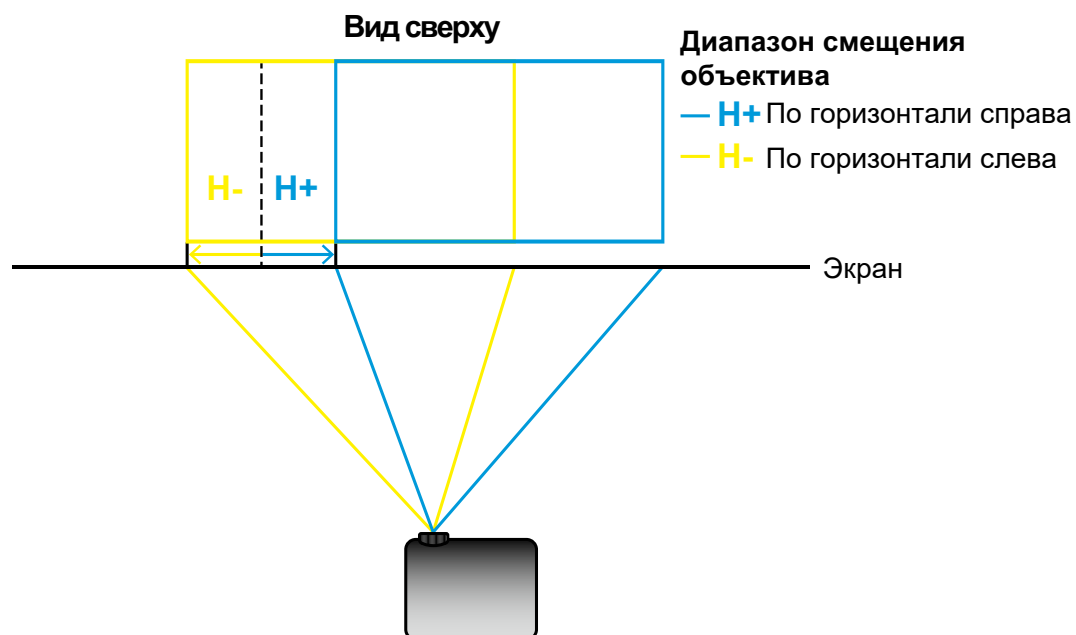 Вид сверху
Диапазон смещения
объектива
H+ По горизонтали справа
H- По горизонтали слева
H- H+
Экран